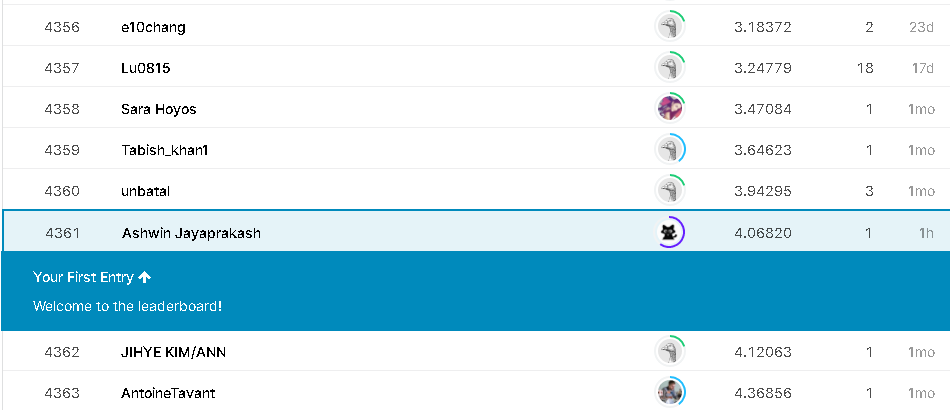 4356 e10chang 3.18372 2 23d
4357 Lu0815 3.24779 18 17d
4358 Sara Hoyos 3.47084 1 1mo
4359 Tabish_khan1 3.64623 1 1mo
4360 unbatal 3.94295 3 1mo
4361 Ashwin Jayaprakash 4.06820 1 1h
Your First Entry
Welcome to the leaderboard!
4362 JIHYE KIM/ANN 4.12063 1 1mo
4363 AntoineTavant 4.36856 1 1mo